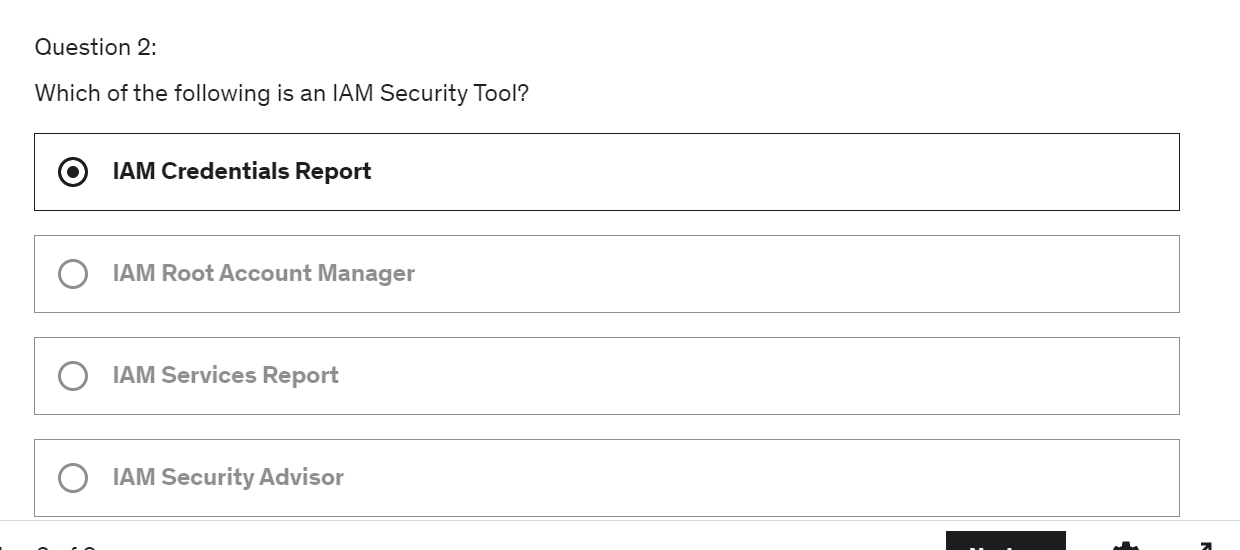 Question 2:
Which of the following is an IAM Security Tool?
IAM Credentials Report
IAM Root Account Manager
IAM Services Report
IAM Security Advisor